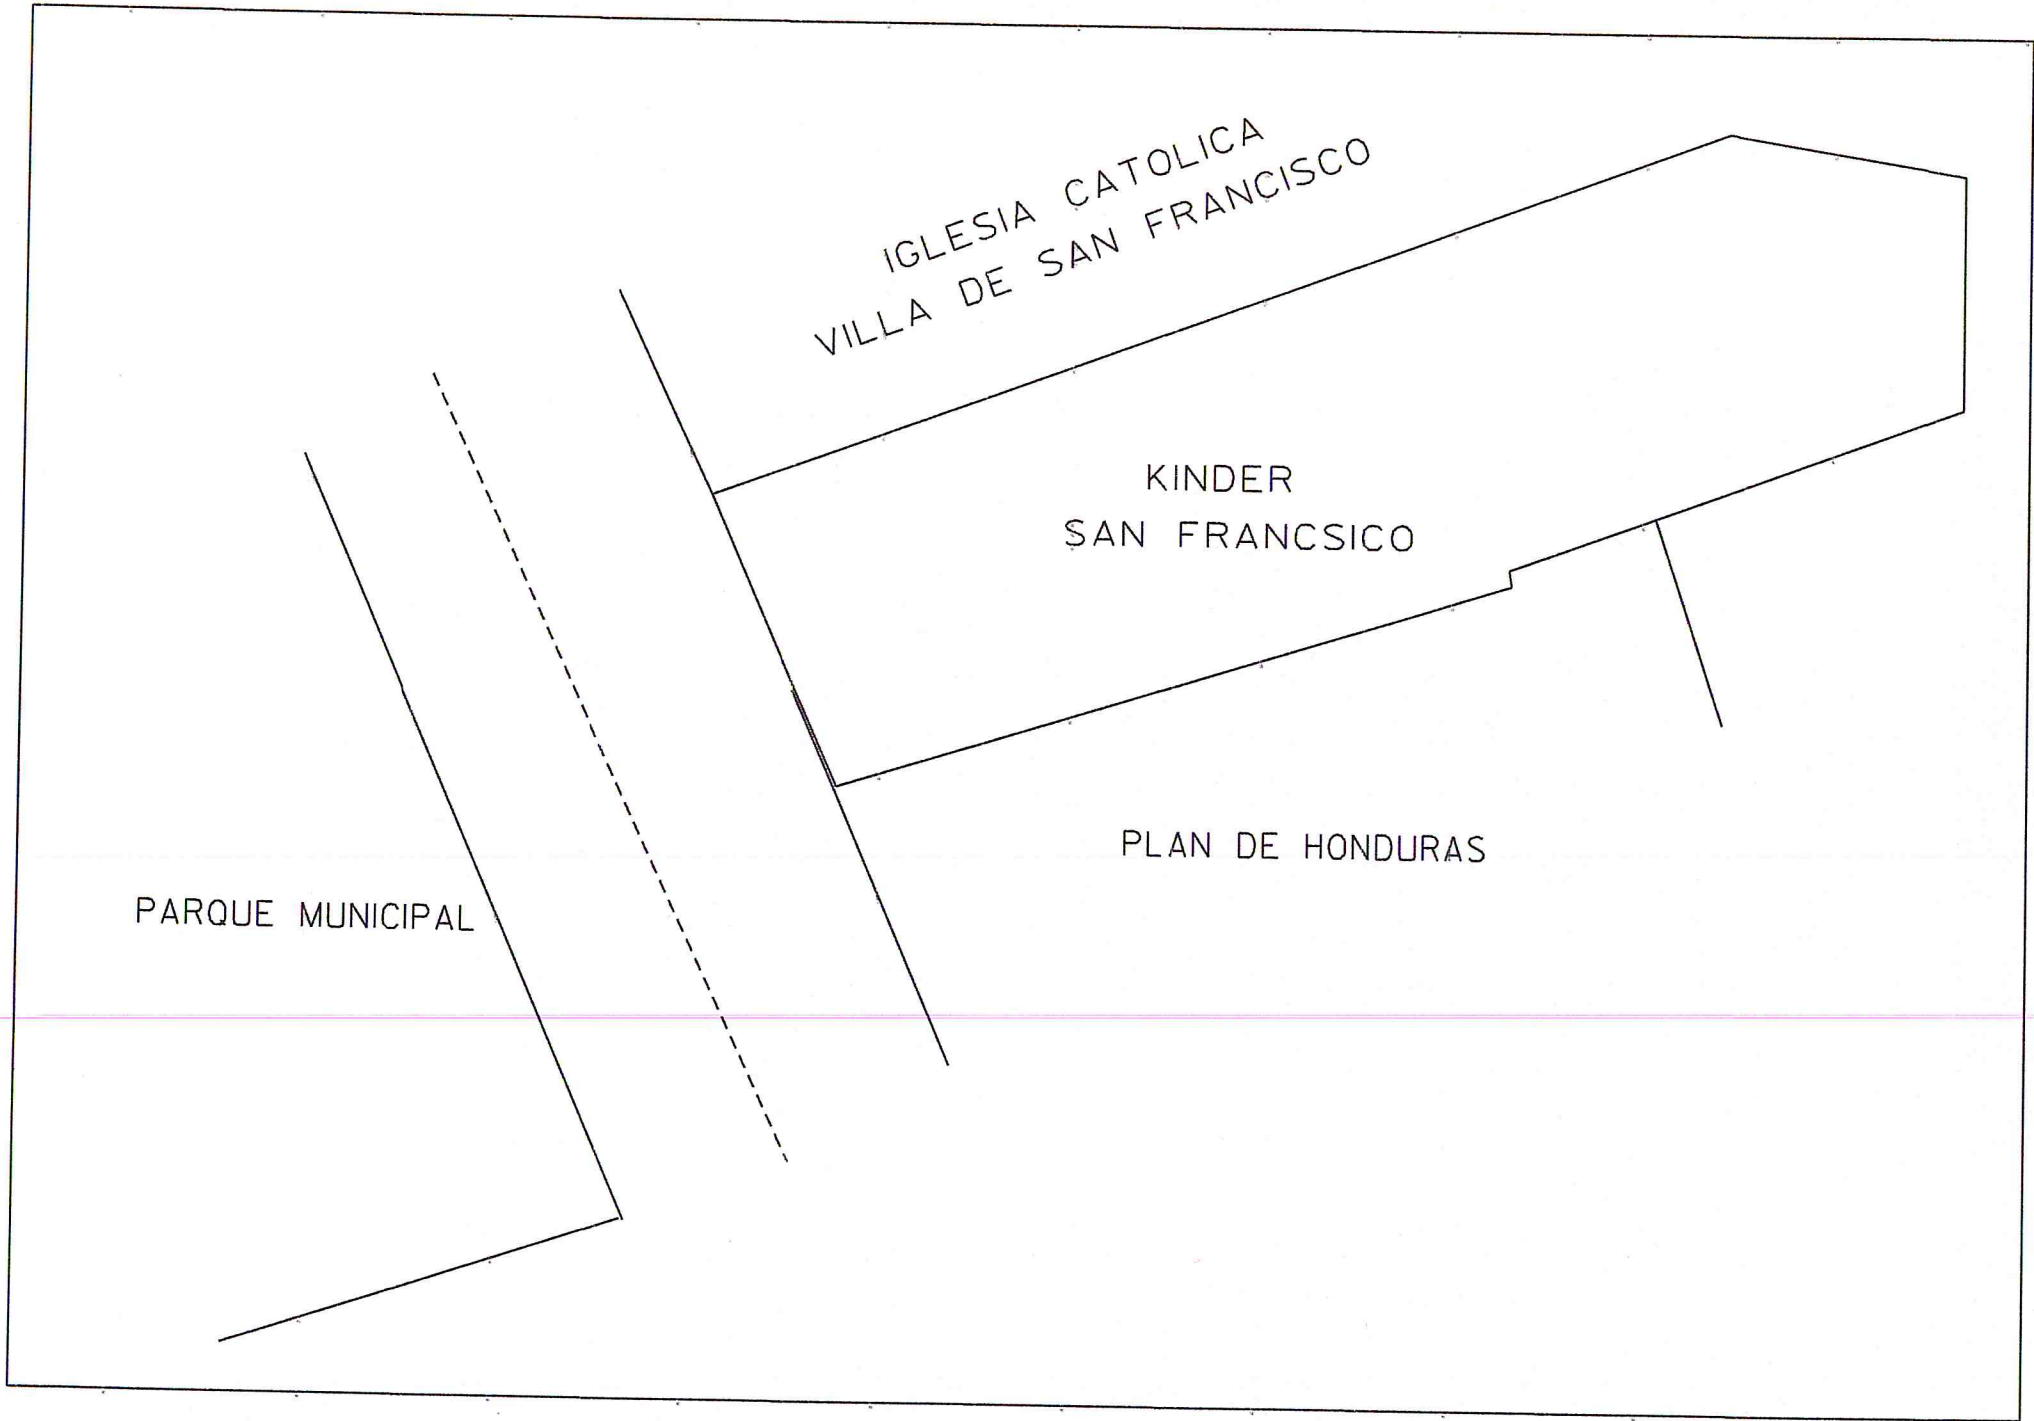 IGLESIA CATOLICA
VILLA DE SAN FRANCISCO
KINDER
SAN FRANCSICO
PLAN DE HONDURAS
PARQUE MUNICIPAL